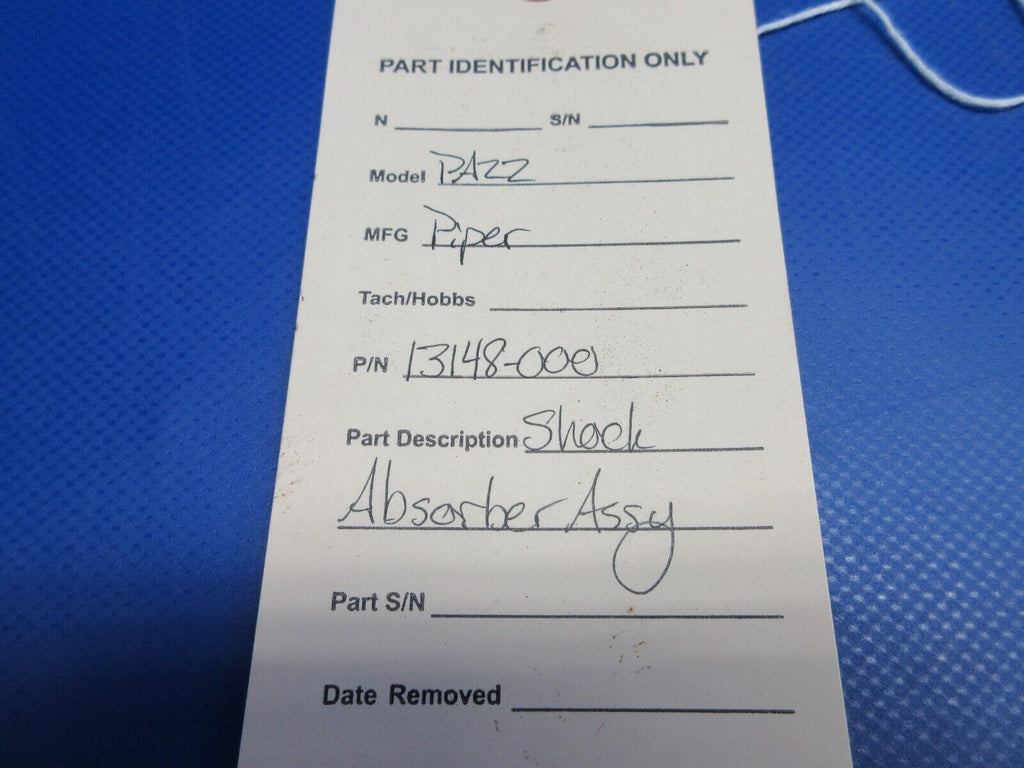 PART IDENTIFICATION ONLY
N S/N
Model PA22
MFG Piper
Tach/Hobbs
P/N 13148-000
Part Description Shock
Absorber Assy
Part S/N
Date Removed